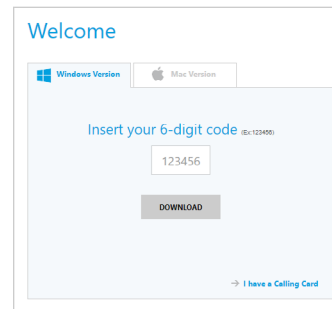 Welcome
Windows Version
Mac Version
Insert your 6-digit code (Ex:123456)
123456
DOWNLOAD
→ I have a Calling Card